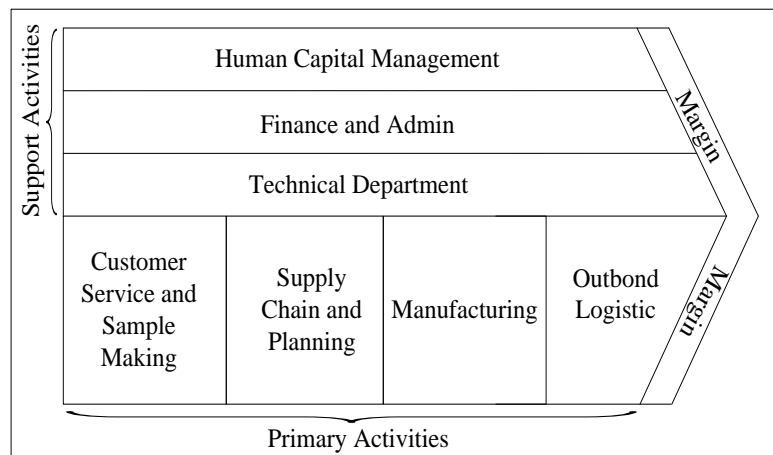 Support Activities
Human Capital Management
Finance and Admin
Technical Department
Margin
Customer
Service and
Sample
Making
Supply
Chain and
Planning
Manufacturing
Outbond
Logistic
Margin
Primary Activities